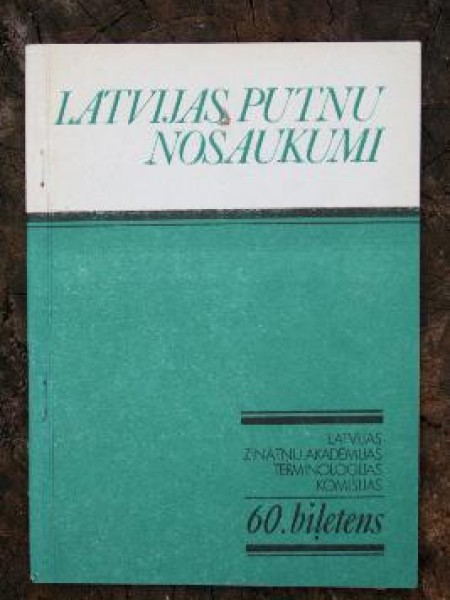 LATVIJAS PUTNU
NOSAUKUMI
LATVIJAS
ZINĀTŅU AKADĒMIJAS
TERMINOLOĢIJAS
KOMISIJAS
60. biļetens